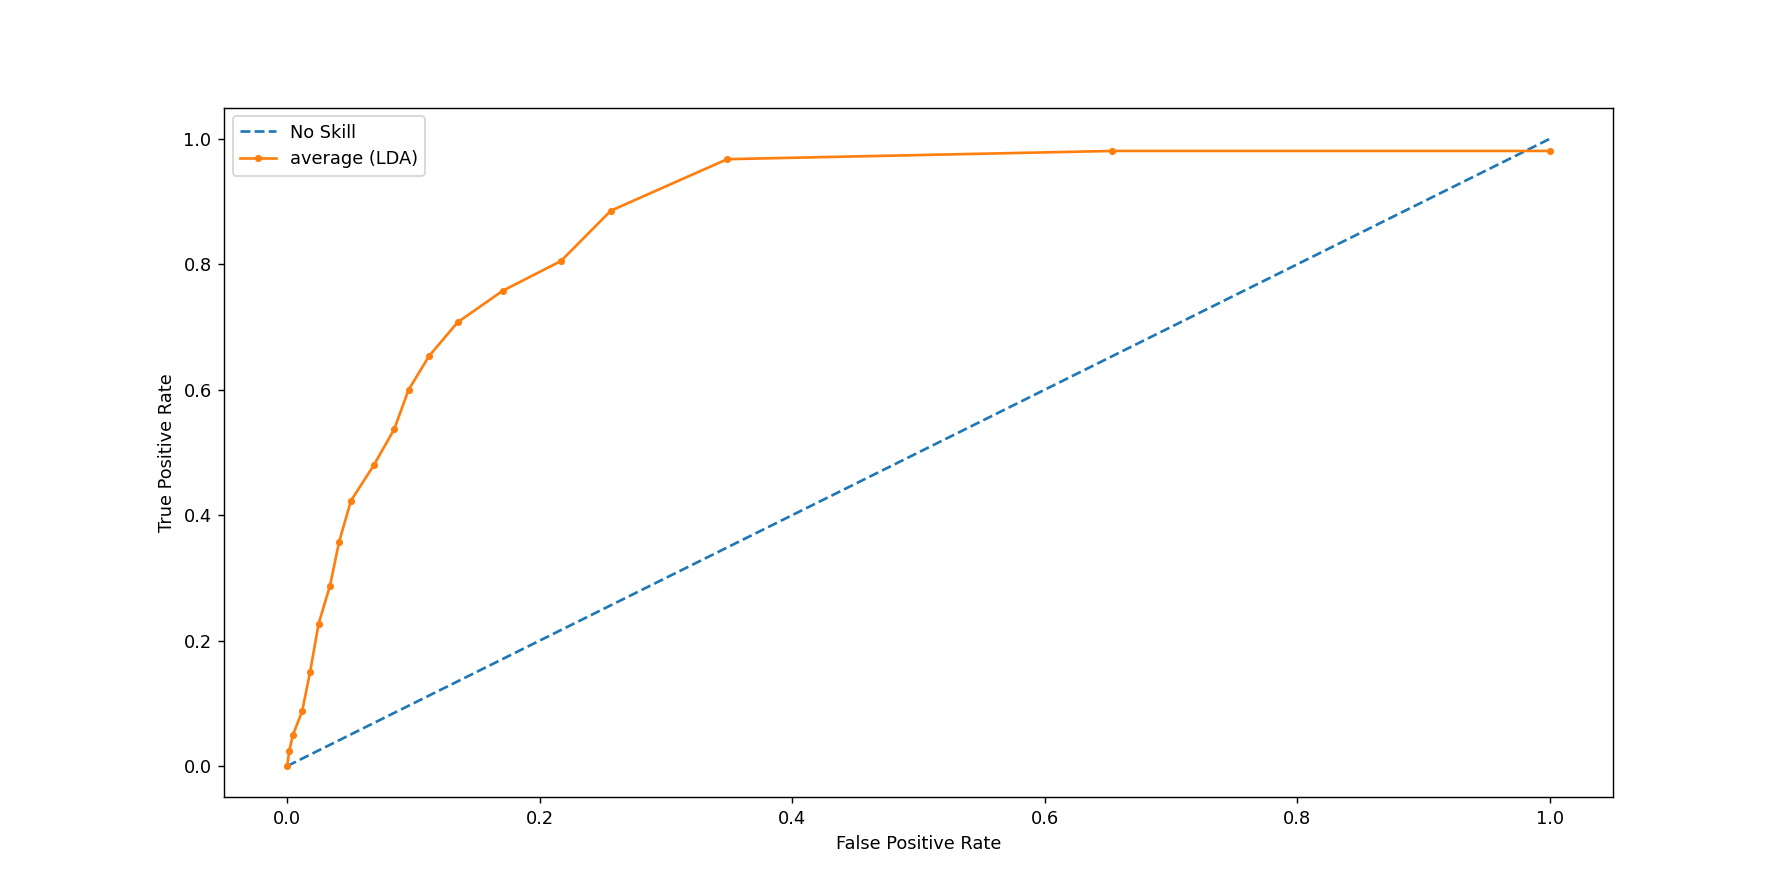 No Skill
average (LDA)
1.0
0.8
0.6
0.4
0.2
0.0
True Positive Rate
0.0 0.2 0.4 0.6 0.8 1.0
False Positive Rate